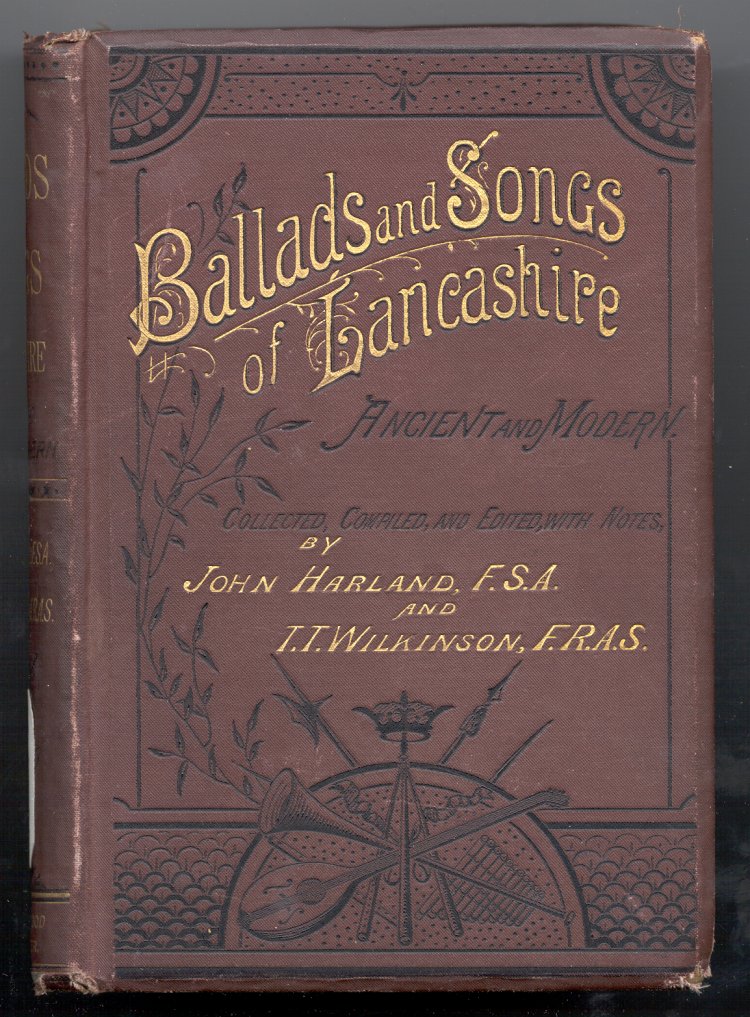 Ballads and Songs
of Lancashire
Ancient and Modern.
Collected, Compiled, and Edited, with Notes,
by
John Harland, F.S.A.
and
T.T. Wilkinson, F.R.A.S.